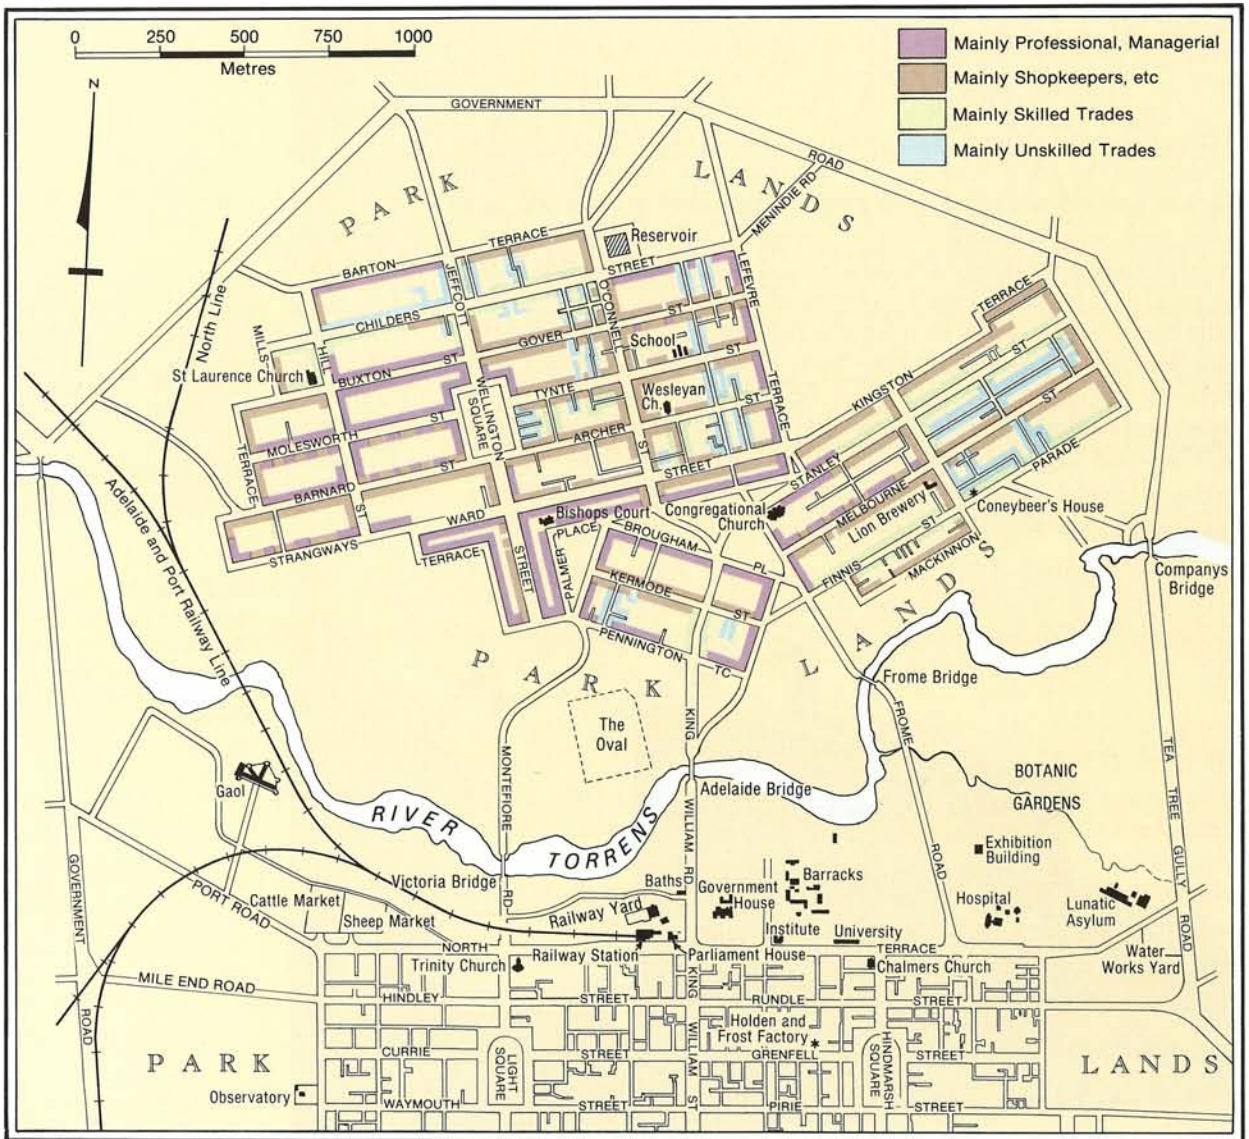 0 250 500 750 1000
Metres
N
Mainly Professional, Managerial
Mainly Shopkeepers, etc
Mainly Skilled Trades
Mainly Unskilled Trades
GOVERNMENT
ROAD
PARK
LANDS
MENINDIE RD
Reservoir
BARTON
TERRACE
STREET
JEFFCOTT
LEFEVRE
TERRACE
O'CONNELL
ST
North Line
CHILDERS
GOVER
ST
MILLS
HILL
St Laurence Church
BUXTON
ST
School
TYNTE
ST
WELLINGTON
SQUARE
Wesleyan
Ch.
TERRACE
KINGSTON
TERRACE
ST
MOLESWORTH
ST
ARCHER
ST
TERRACE
BARNARD
ST
ST
STREET
STANLEY
ST
PARADE
ST
WARD
Bishops Court
Congregational
Church
MELBOURNE
Lion Brewery
Coneybeer's House
STRANGWAYS
TERRACE
STREET
PALMER
PLACE
BROUGHAM
PL
FINNIS
ST
MACKINNON
LANDS
KERMODE
ST
PENNINGTON
TC
Companys
Bridge
Adelaide and Port Railway Line
PARK
The
Oval
KING
WILLIAM RD
Frome Bridge
FROME
ROAD
MONTEFIORE
RD
Gaol
RIVER
TORRENS
Adelaide Bridge
BOTANIC
GARDENS
TEA TREE GULLY
ROAD
Exhibition
Building
GOVERNMENT
ROAD
PORT ROAD
Cattle Market
Sheep Market
Victoria Bridge
Baths
Railway Yard
Government
House
Barracks
Hospital
Lunatic
Asylum
Institute
University
NORTH
TERRACE
Trinity Church
Railway Station
Parliament House
Chalmers Church
Water
Works Yard
MILE END ROAD
HINDLEY
STREET
KING
WILLIAM
ST
RUNDLE
STREET
Holden and
Frost Factory
CURRIE
STREET
GRENFELL
STREET
LIGHT
SQUARE
HINDMARSH
SQUARE
PARK
LANDS
Observatory
WAYMOUTH
STREET
PIRIE
STREET